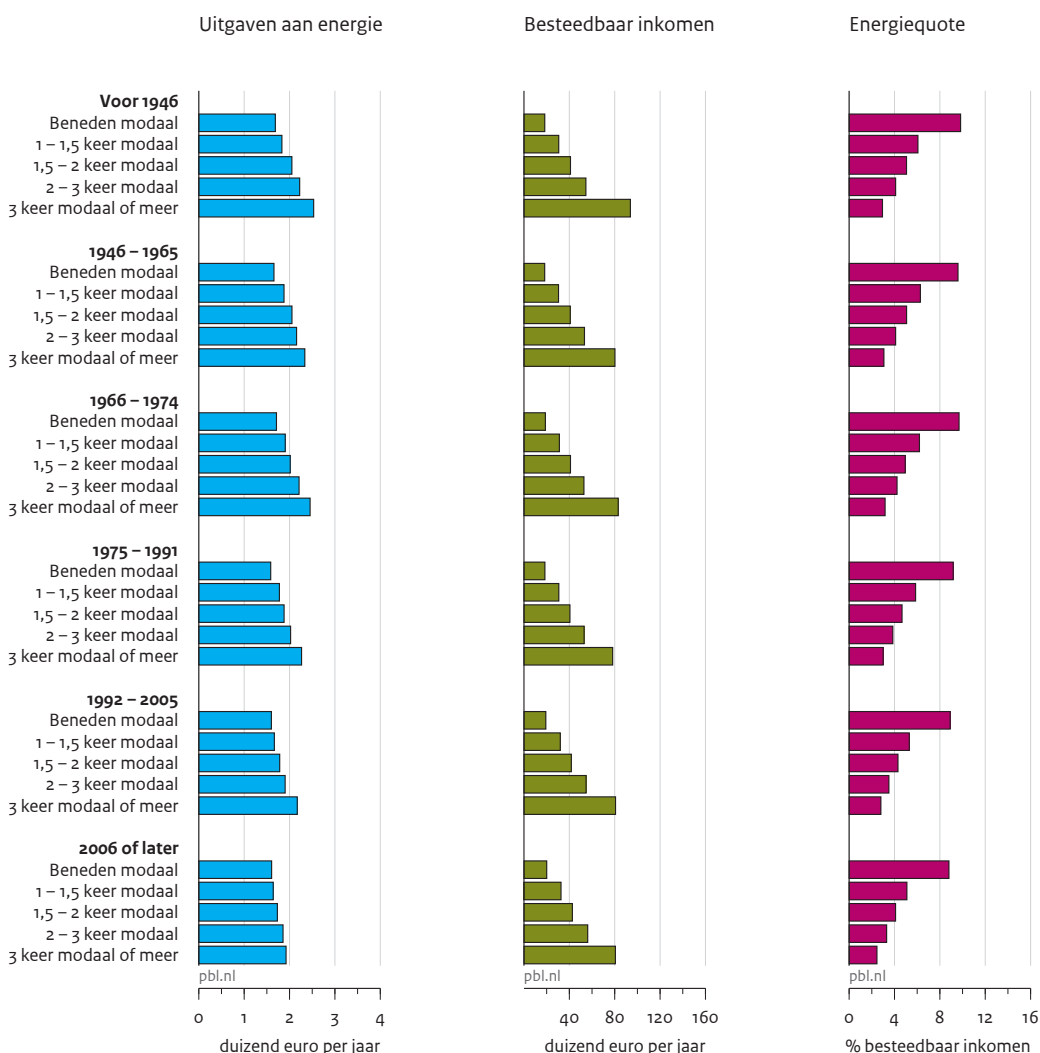 Uitgaven aan energie
Besteedbaar inkomen
Energiequote
Voor 1946
Beneden modaal
1 – 1,5 keer modaal
1,5 – 2 keer modaal
2 – 3 keer modaal
3 keer modaal of meer
1946 – 1965
Beneden modaal
1 – 1,5 keer modaal
1,5 – 2 keer modaal
2 – 3 keer modaal
3 keer modaal of meer
1966 – 1974
Beneden modaal
1 – 1,5 keer modaal
1,5 – 2 keer modaal
2 – 3 keer modaal
3 keer modaal of meer
1975 – 1991
Beneden modaal
1 – 1,5 keer modaal
1,5 – 2 keer modaal
2 – 3 keer modaal
3 keer modaal of meer
1992 – 2005
Beneden modaal
1 – 1,5 keer modaal
1,5 – 2 keer modaal
2 – 3 keer modaal
3 keer modaal of meer
2006 of later
Beneden modaal
1 – 1,5 keer modaal
1,5 – 2 keer modaal
2 – 3 keer modaal
3 keer modaal of meer
pbl.nl
0 1 2 3 4
duizend euro per jaar
pbl.nl
40 80 120 160
duizend euro per jaar
pbl.nl
0 4 8 12 16
% besteedbaar inkomen